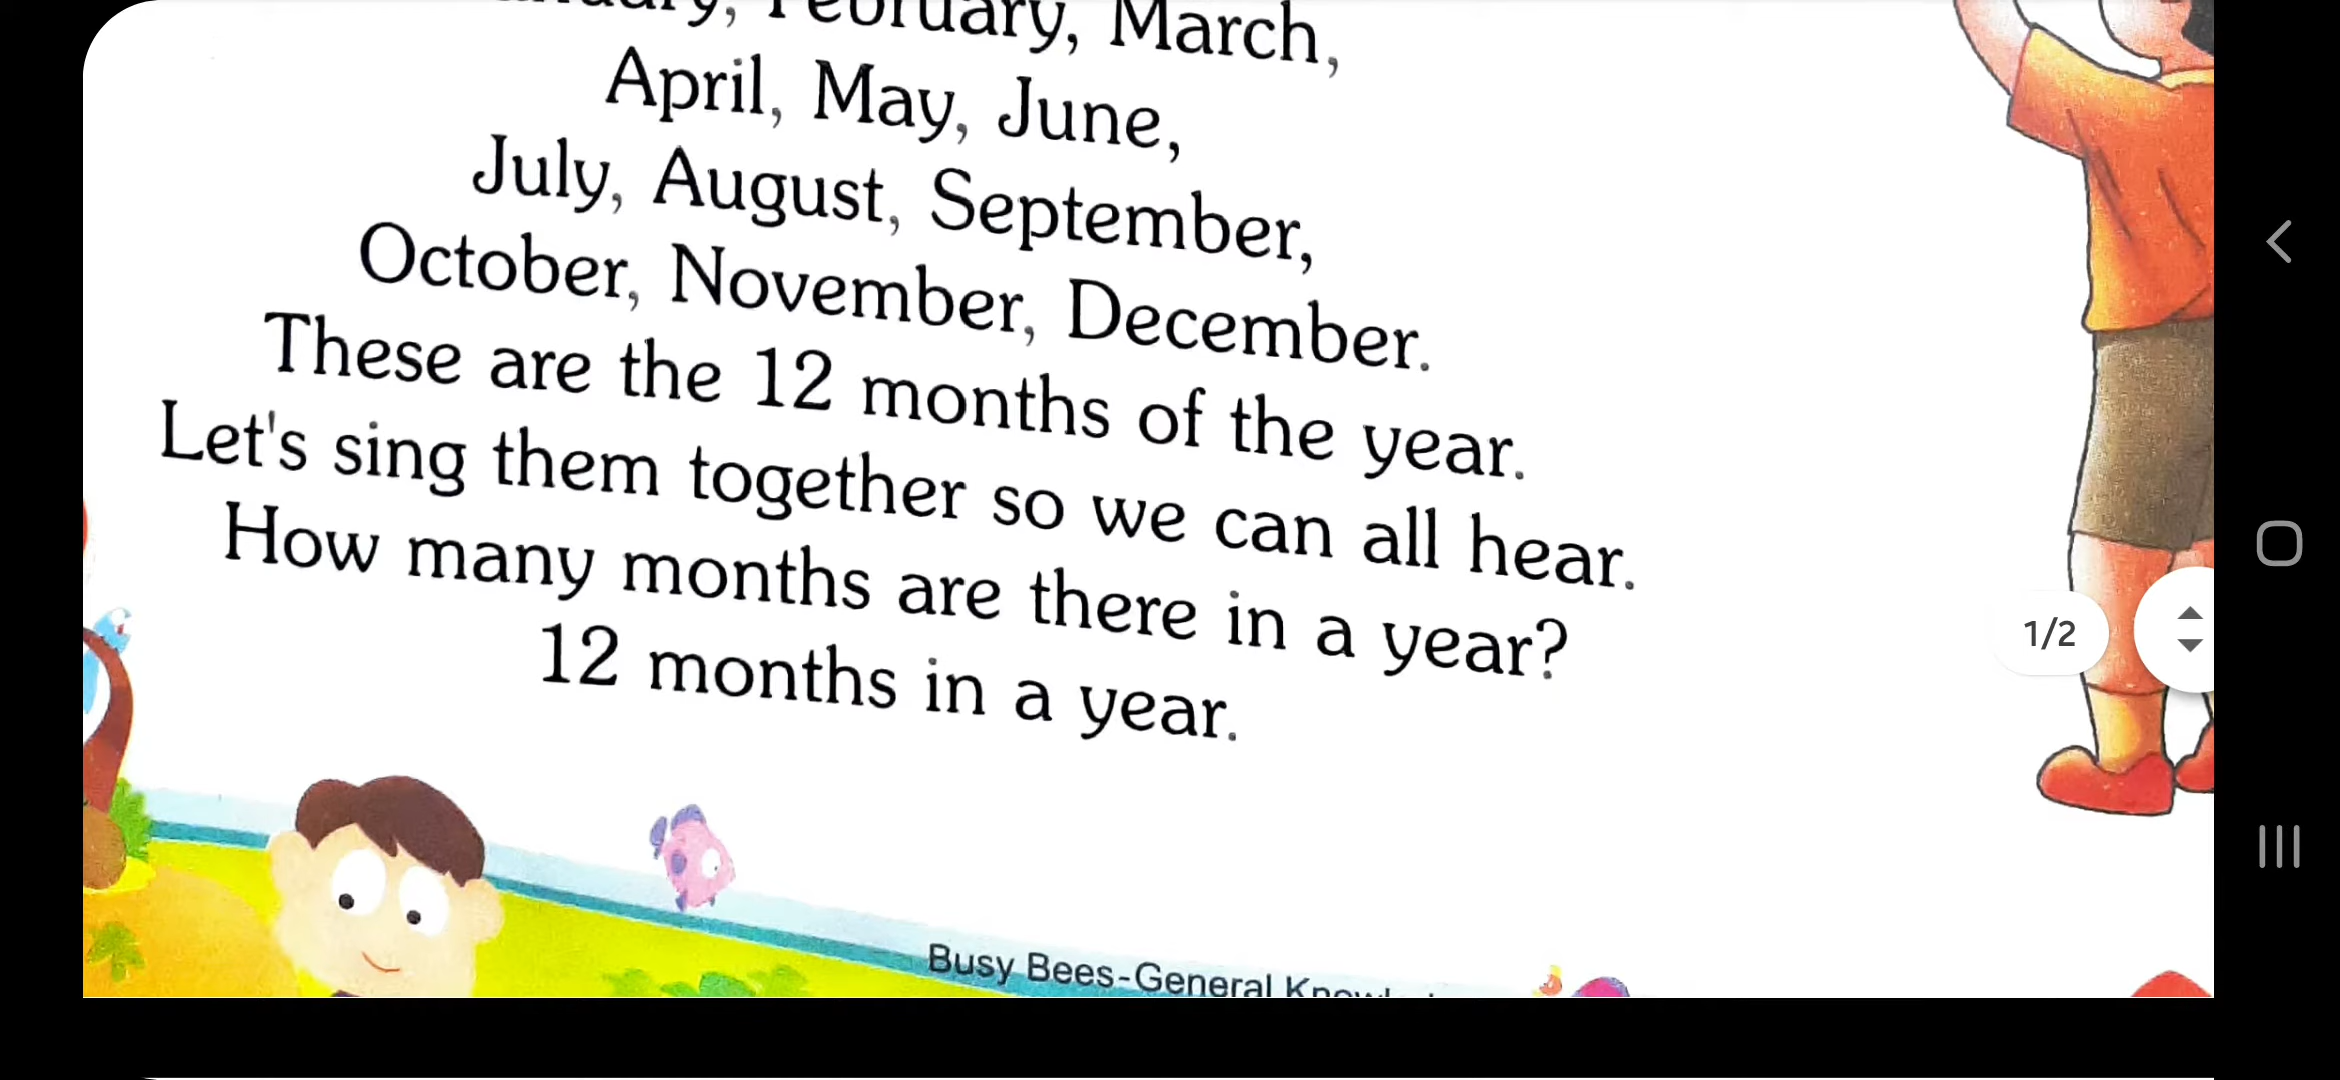 February, March,
April, May, June,
July, August, September,
October, November, December.
These are the 12 months of the year.
Let's sing them together so we can all hear.
How many months are there in a year?
12 months in a year.
1/2
Busy Bees-General